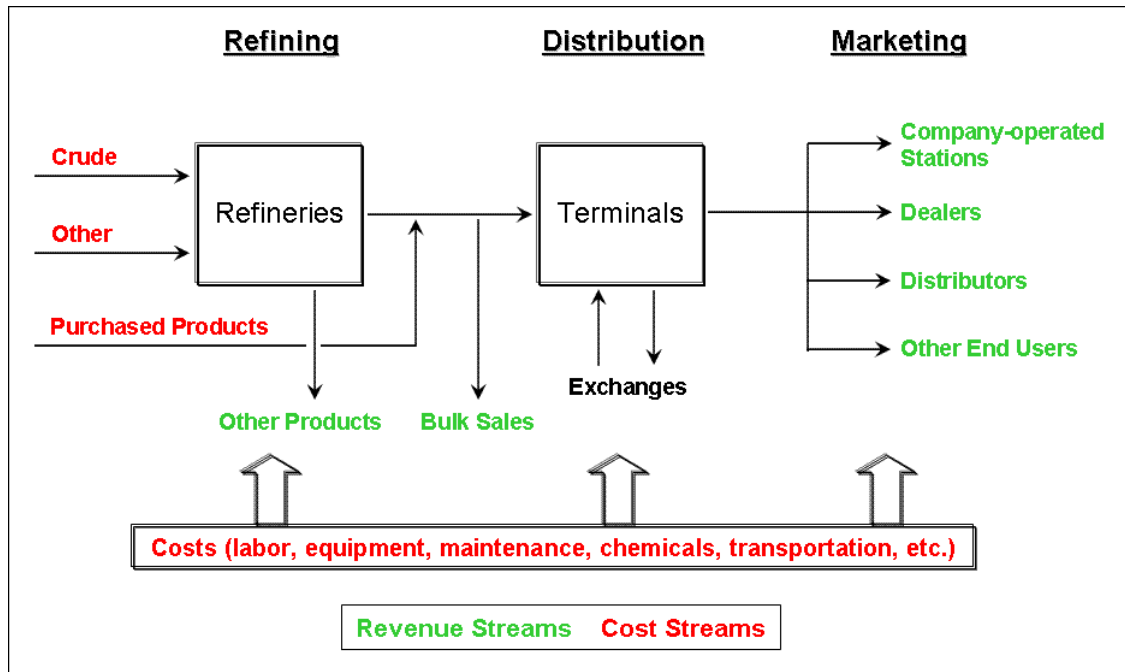 Refining
Distribution
Marketing
Crude
Other
Purchased Products
Refineries
Terminals
Company-operated
Stations
Dealers
Distributors
Other End Users
Exchanges
Other Products
Bulk Sales
Costs (labor, equipment, maintenance, chemicals, transportation, etc.)
Revenue Streams Cost Streams